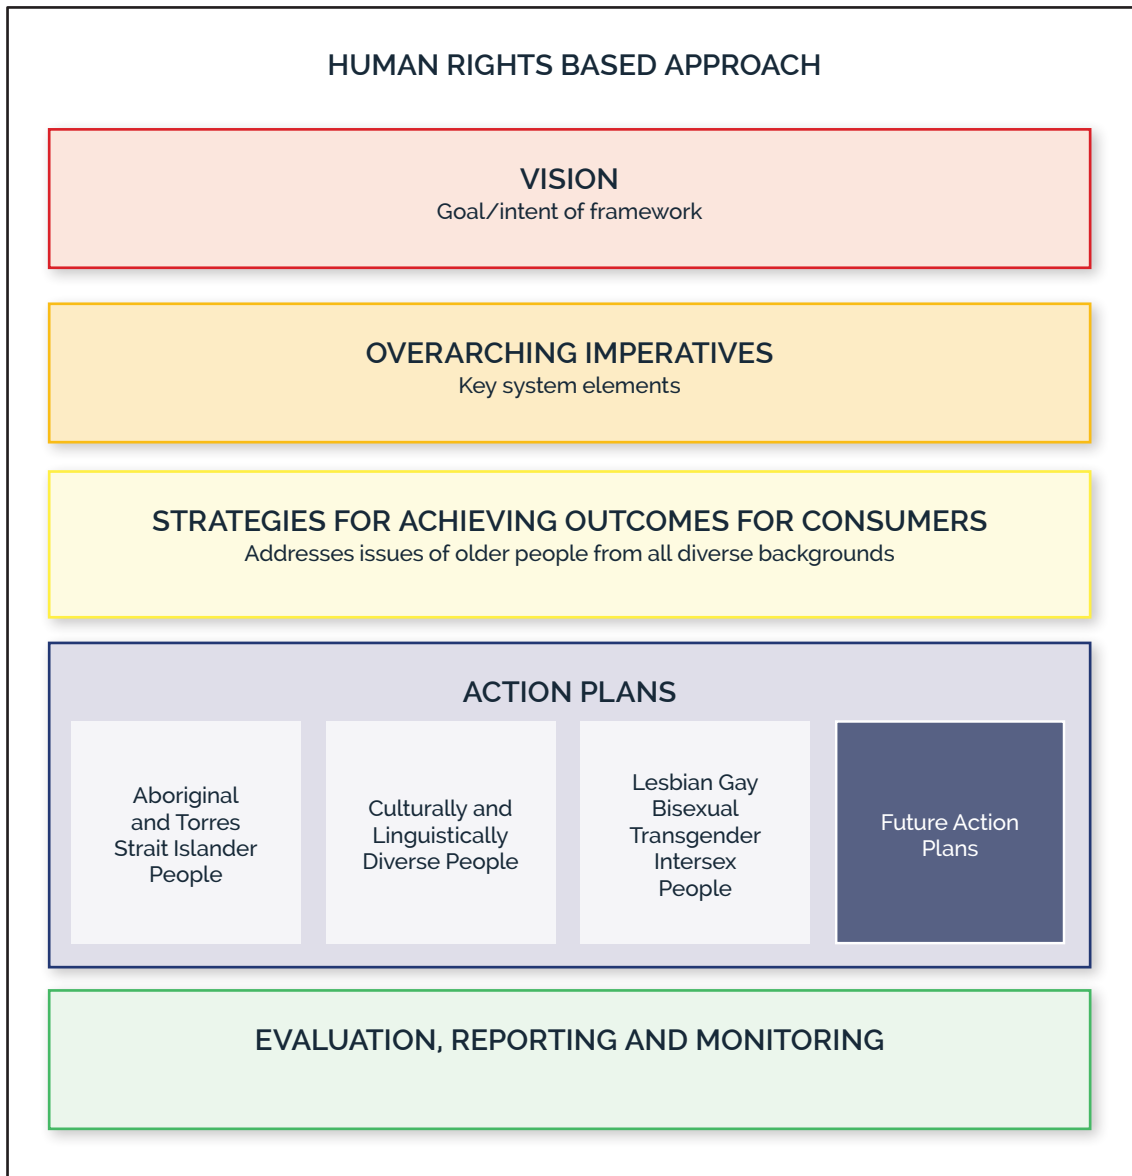 HUMAN RIGHTS BASED APPROACH
VISION
Goal/intent of framework
OVERARCHING IMPERATIVES
Key system elements
STRATEGIES FOR ACHIEVING OUTCOMES FOR CONSUMERS
Addresses issues of older people from all diverse backgrounds
ACTION PLANS
Aboriginal
and Torres
Strait Islander
People
Culturally and
Linguistically
Diverse People
Lesbian Gay
Bisexual
Transgender
Intersex
People
Future Action
Plans
EVALUATION, REPORTING AND MONITORING